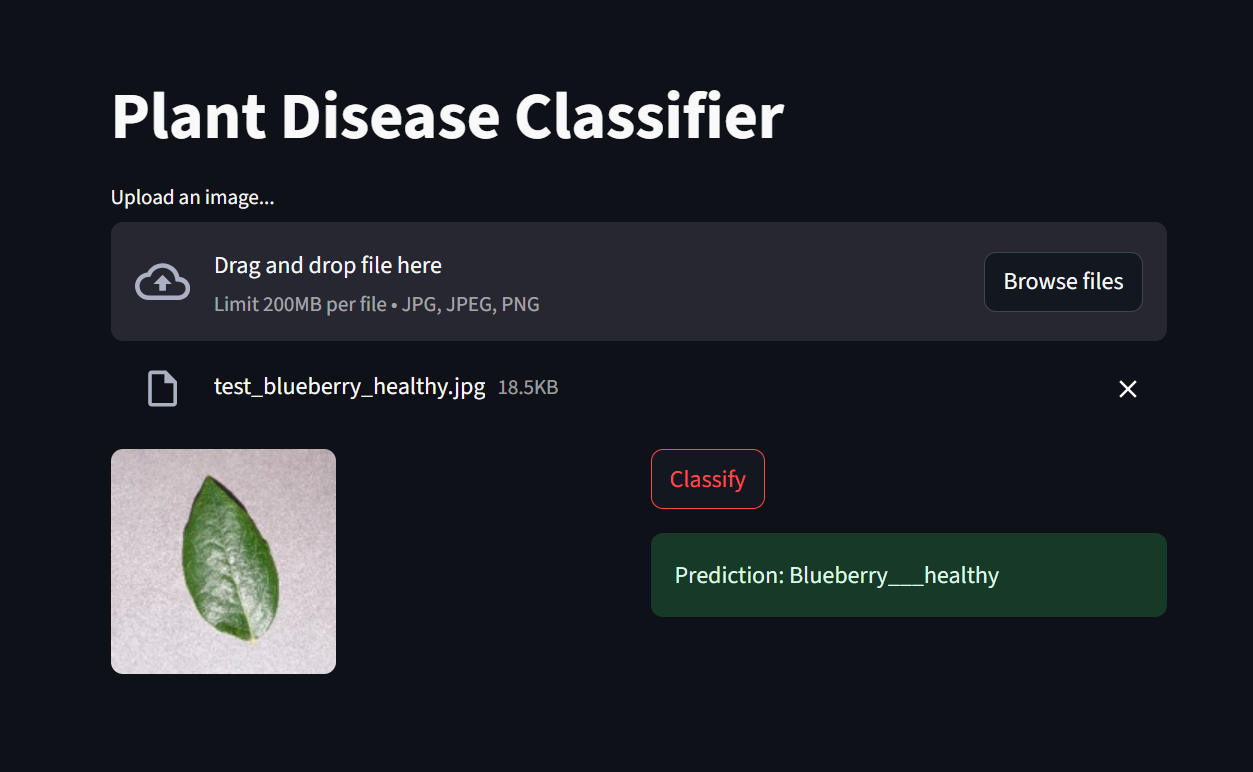 Plant Disease Classifier
Upload an image...
Drag and drop file here
Limit 200MB per file • JPG, JPEG, PNG
Browse files
test_blueberry_healthy.jpg 18.5KB
Classify
Prediction: Blueberry___healthy